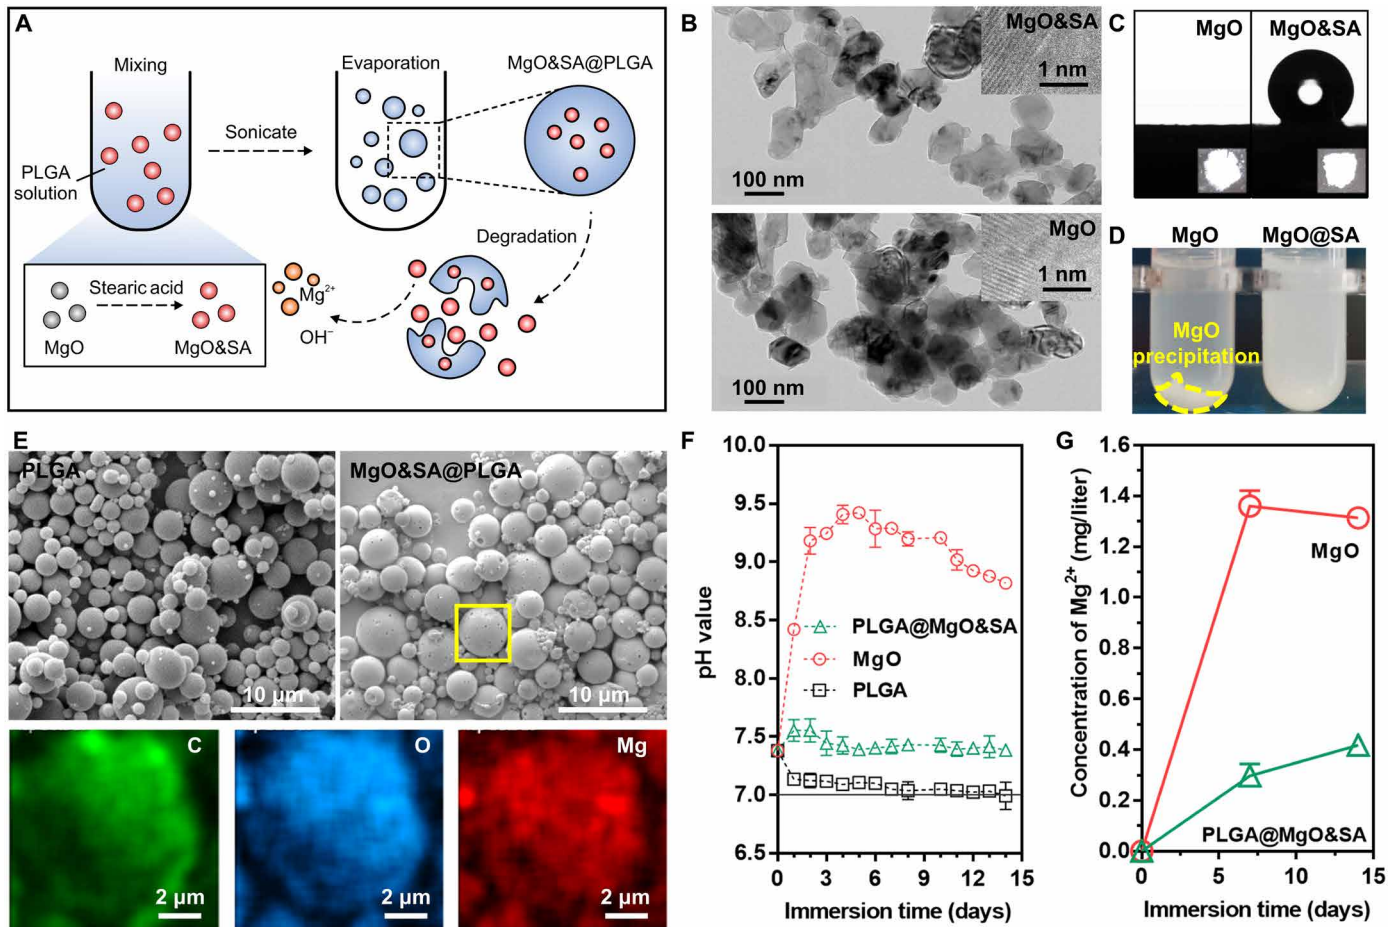 A
Mixing
Evaporation
MgO&SA@PLGA
Sonicate
PLGA
solution
Degradation
Stearic acid
MgO
MgO&SA
Mg²⁺
OH⁻
B
MgO&SA
1 nm
100 nm
MgO
1 nm
100 nm
C
MgO
MgO&SA
D
MgO
MgO@SA
MgO
precipitation
E
PLGA
10 μm
MgO&SA@PLGA
10 μm
C
2 μm
O
2 μm
Mg
2 μm
F
10.0
9.5
9.0
8.5
8.0
7.5
7.0
6.5
pH value
PLGA@MgO&SA
MgO
PLGA
0
3
6
9
12
15
Immersion time (days)
G
1.6
1.4
1.2
1.0
0.8
0.6
0.4
0.2
0.0
Concentration of Mg²⁺ (mg/liter)
MgO
PLGA@MgO&SA
0
5
10
15
Immersion time (days)